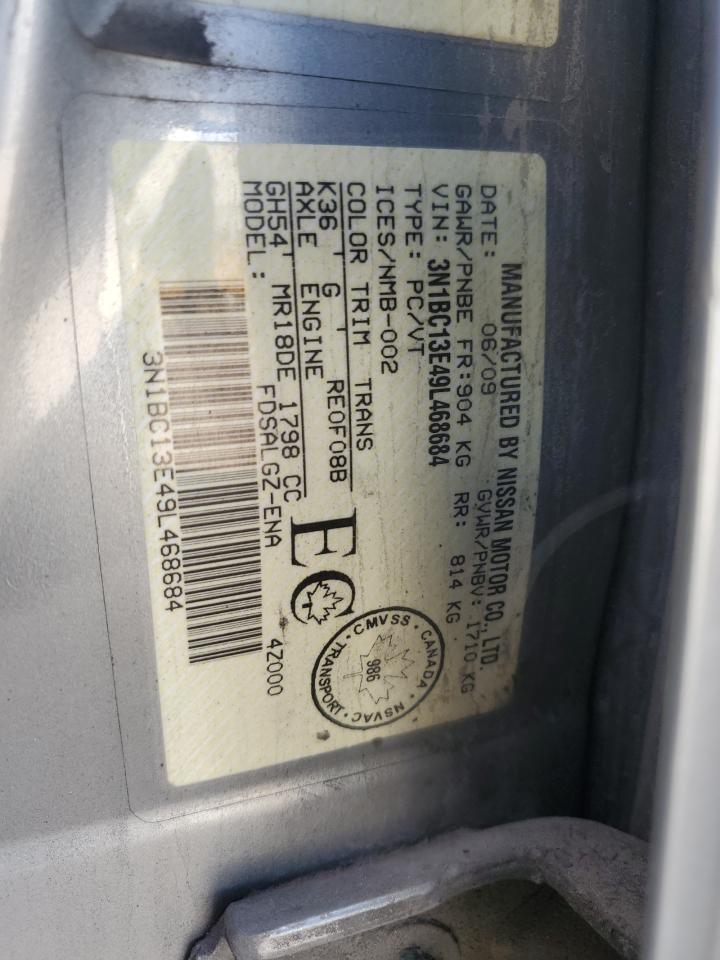 MANUFACTURED BY NISSAN MOTOR CO., LTD.
DATE: 06/09 GVWR/PNBV: 1710 KG
GAWR/PNBE FR: 904 KG RR: 814 KG
VIN: 3N1BC13E49L468684
TYPE: PC/VT
ICES/NMB-002
COLOR TRIM TRANS
K36 G RE0F08B
AXLE ENGINE
GH54 MR18DE 1798 CC
MODEL: FDSALGZ-ENA
4Z000
3N1BC13E49L468684
EC
CMVSS · CANADA · NSVAC · TRANSPORT ·
986